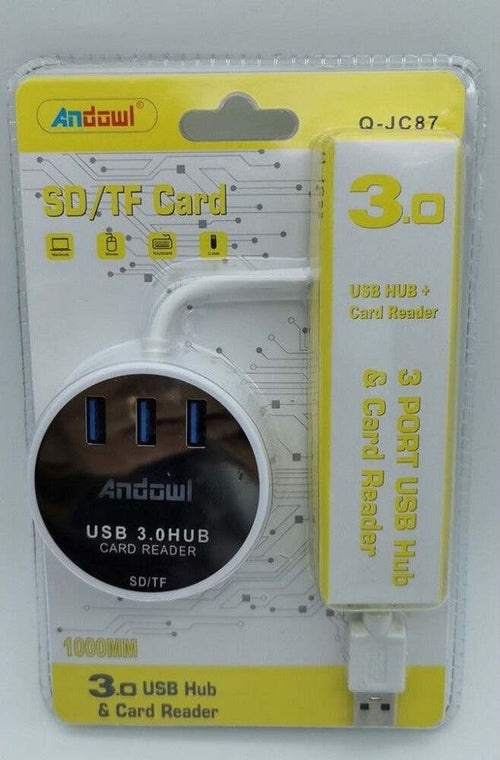 Andowl®
Q-JC87
SD/TF Card
Macbook
Mouse
Keyboard
U disk
3.0
USB HUB +
Card Reader
3 PORT USB Hub
& Card Reader
Andowl
USB 3.0HUB
CARD READER
SD/TF
1000MM
3.0 USB Hub
& Card Reader